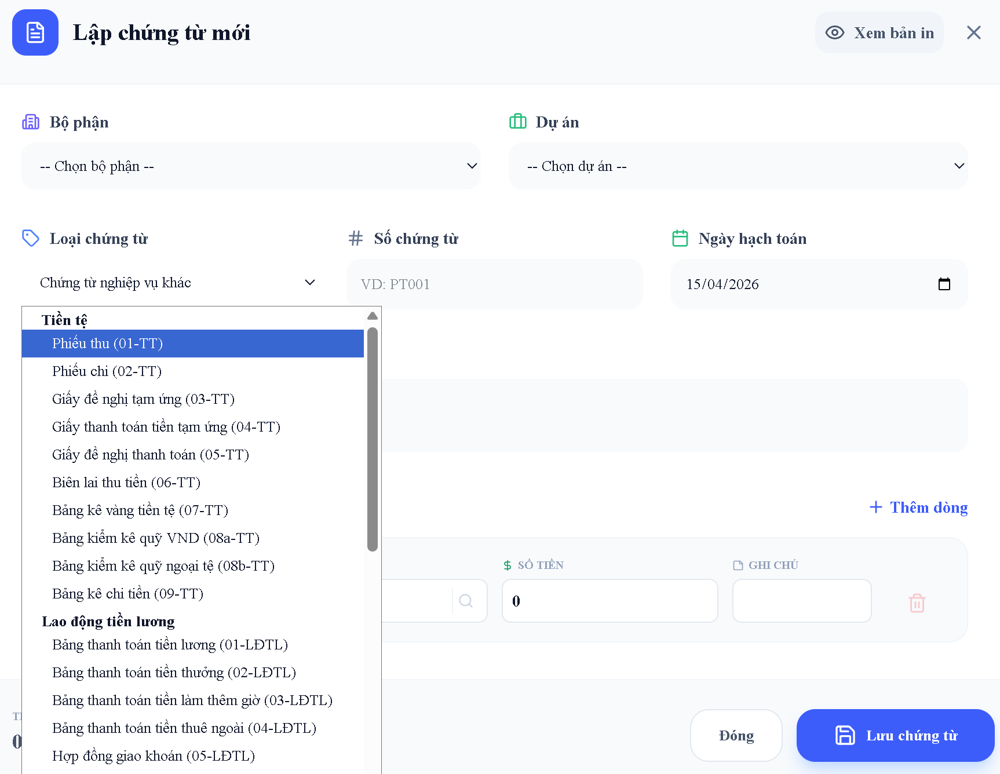 Lập chứng từ mới
Xem bản in
Bộ phận
Dự án
-- Chọn bộ phận --
-- Chọn dự án --
Loại chứng từ
Số chứng từ
Ngày hạch toán
Chứng từ nghiệp vụ khác
VD: PT001
15/04/2026
Tiền tệ
Phiếu thu (01-TT)
Phiếu chi (02-TT)
Giấy đề nghị tạm ứng (03-TT)
Giấy thanh toán tiền tạm ứng (04-TT)
Giấy đề nghị thanh toán (05-TT)
Biên lai thu tiền (06-TT)
Bảng kê vàng tiền tệ (07-TT)
Bảng kiểm kê quỹ VND (08a-TT)
Bảng kiểm kê quỹ ngoại tệ (08b-TT)
Bảng kê chi tiền (09-TT)
Lao động tiền lương
Bảng thanh toán tiền lương (01-LĐTL)
Bảng thanh toán tiền thưởng (02-LĐTL)
Bảng thanh toán tiền làm thêm giờ (03-LĐTL)
Bảng thanh toán tiền thuê ngoài (04-LĐTL)
Hợp đồng giao khoán (05-LĐTL)
Thêm dòng
SỐ TIỀN
GHI CHÚ
0
0
Đóng
Lưu chứng từ